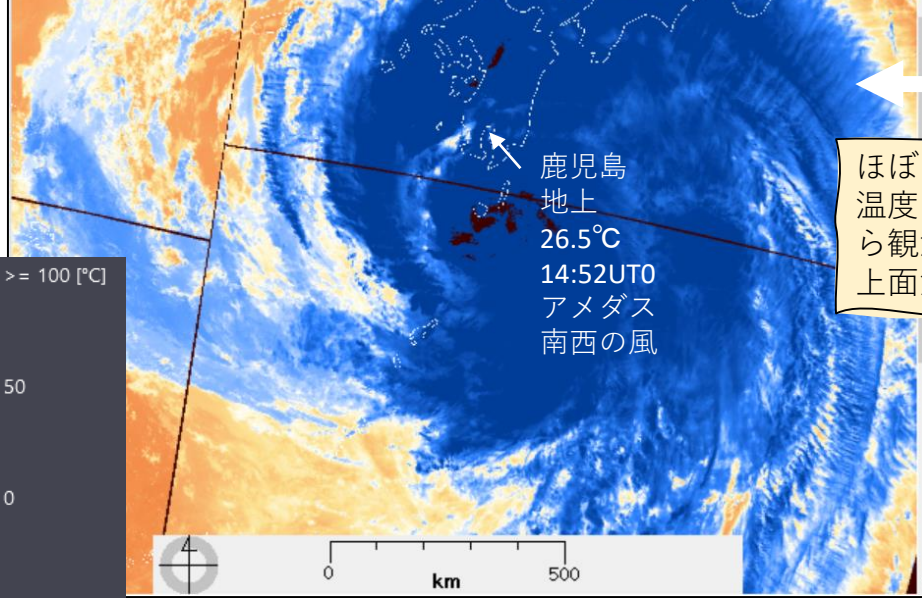 鹿児島
地上
26.5℃
14:52UT0
アメダス
南西の風
ほぼ
温度
ら観
上面
>= 100 [°C]
50
0
0
500
km